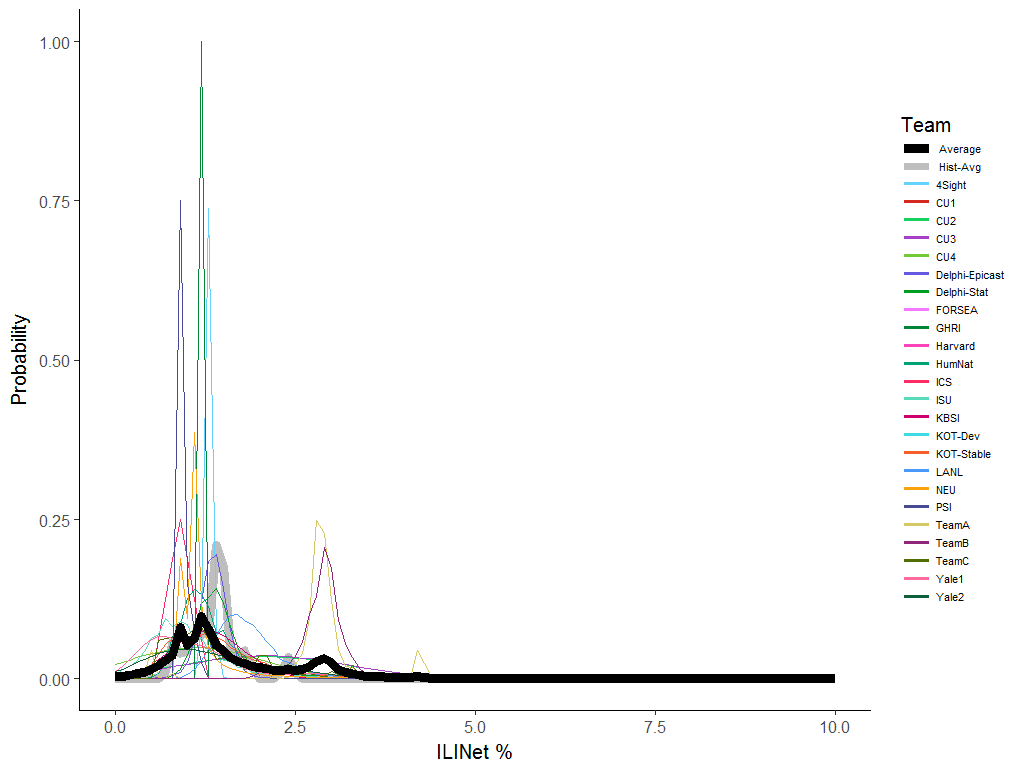 1.00
0.75
0.50
0.25
0.00
Probability
0.0 2.5 5.0 7.5 10.0
ILINet %
Team
Average
Hist-Avg
4Sight
CU1
CU2
CU3
CU4
Delphi-Epicast
Delphi-Stat
FORSEA
GHRI
Harvard
HumNat
ICS
ISU
KBSI
KOT-Dev
KOT-Stable
LANL
NEU
PSI
TeamA
TeamB
TeamC
Yale1
Yale2